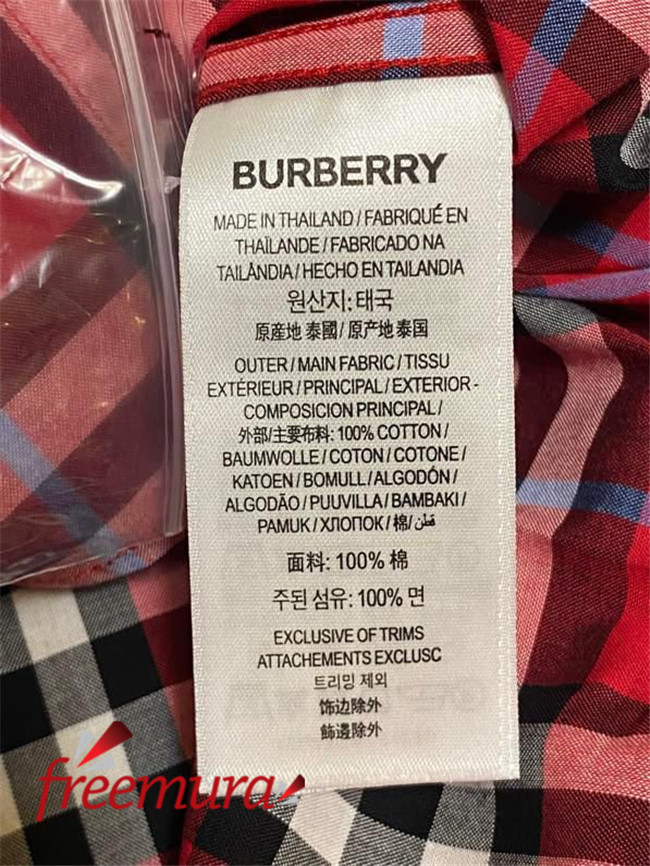 BURBERRY
MADE IN THAILAND / FABRIQUÉ EN
THAÏLANDE / FABRICADO NA
TAILÂNDIA / HECHO EN TAILANDIA
원산지: 태국
原産地 泰國 / 原产地 泰国
OUTER / MAIN FABRIC / TISSU
EXTÉRIEUR / PRINCIPAL / EXTERIOR -
COMPOSICION PRINCIPAL /
外部/主要布料: 100% COTTON /
BAUMWOLLE / COTON / COTONE /
KATOEN / BOMULL / ALGODÓN /
ALGODÃO / PUUVILLA / BAMBAKI /
PAMUK / ХЛОПОК / 棉/ قطن
面料: 100% 棉
주된 섬유: 100% 면
EXCLUSIVE OF TRIMS
ATTACHEMENTS EXCLUSC
트리밍 제외
饰边除外
飾邊除外
freemura